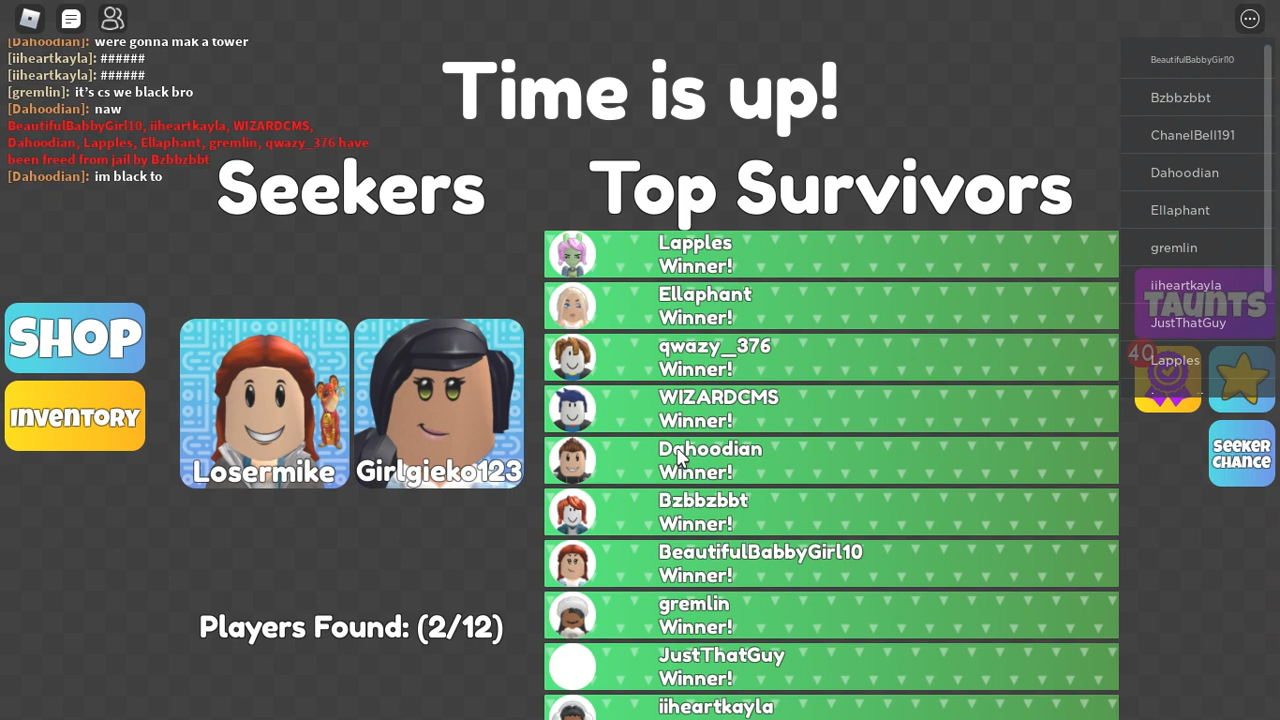 [Dahoodian]: were gonna mak a tower
[iiheartkayla]: ######
[iiheartkayla]: ######
[gremlin]: it's cs we black bro
[Dahoodian]: naw
BeautifulBabbyGirl10, iiheartkayla, WIZARDCMS,
Dahoodian, Lapples, Ellaphant, gremlin, qwazy_376 have
been freed from jail by Bzbbzbbt
[Dahoodian]: im black to
Time is up!
Seekers
Top Survivors
SHOP
INVENTORY
Losermike
Girlgieko123
Players Found: (2/12)
Lapples
Winner!
Ellaphant
Winner!
qwazy_376
Winner!
WIZARDCMS
Winner!
Dahoodian
Winner!
Bzbbzbbt
Winner!
BeautifulBabbyGirl10
Winner!
gremlin
Winner!
JustThatGuy
Winner!
iiheartkayla
BeautifulBabbyGirl10
Bzbbzbbt
ChanelBell191
Dahoodian
Ellaphant
gremlin
iiheartkayla
TAUNTS
JustThatGuy
40
Lapples
SEEKER
CHANCE